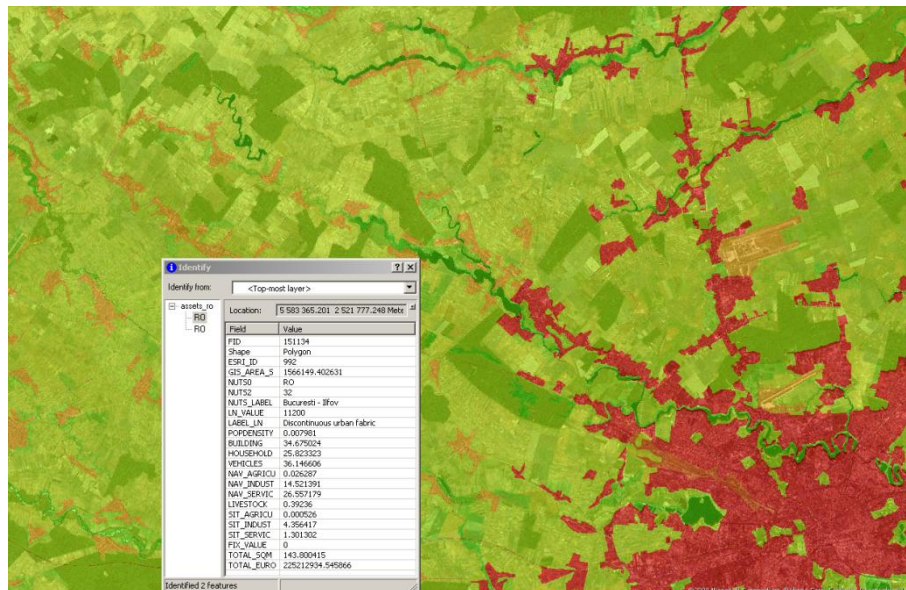 Identify
Identify from: <Top-most layer>
assets_ro
RO
RO
Location: 5 583 365.201 2 521 777.248 Mete
Field Value
FID 151134
Shape Polygon
ESRI_ID 992
GIS_AREA_S 1566149.402631
NUTS0 RO
NUTS2 32
NUTS_LABEL Bucuresti - Ilfov
LN_VALUE 11200
LABEL_LN Discontinuous urban fabric
POPDENSITY 0.007981
BUILDING 34.675024
HOUSEHOLD 25.823323
VEHICLES 36.146606
NAV_AGRICU 0.026287
NAV_INDUST 14.521391
NAV_SERVIC 26.557179
LIVESTOCK 0.39236
SIT_AGRICU 0.000526
SIT_INDUST 4.356417
SIT_SERVIC 1.301302
FIX_VALUE 0
TOTAL_SQM 143.800415
TOTAL_EURO 225212934.545866
Identified 2 features